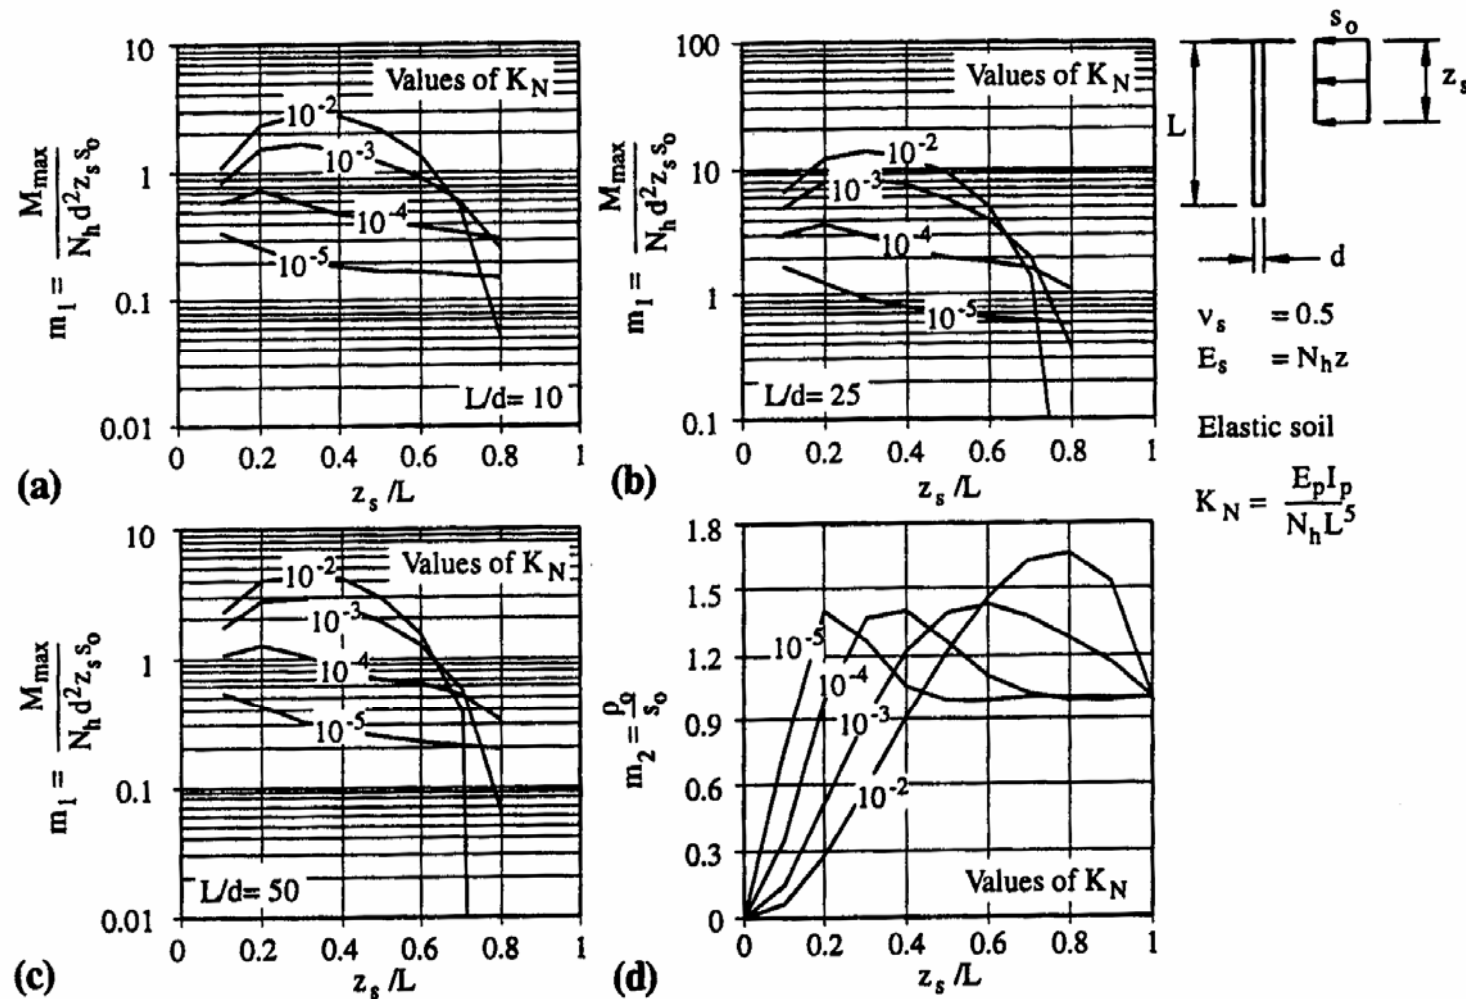 10
1
0.1
0.01
Values of K_N
10^-2
10^-3
10^-4
10^-5
L/d= 10
m_1 = M_max / N_h d^2 z_s s_o
0 0.2 0.4 0.6 0.8 1
z_s /L
(a)
100
10
1
0.1
Values of K_N
10^-2
10^-3
10^-4
10^-5
L/d= 25
m_1 = M_max / N_h d^2 z_s s_o
0 0.2 0.4 0.6 0.8 1
z_s /L
(b)
s_o
z_s
L
d
ν_s = 0.5
E_s = N_h z
Elastic soil
K_N = E_p I_p / N_h L^5
10
1
0.1
0.01
Values of K_N
10^-2
10^-3
10^-4
10^-5
L/d= 50
m_1 = M_max / N_h d^2 z_s s_o
0 0.2 0.4 0.6 0.8 1
z_s /L
(c)
1.8
1.5
1.2
0.9
0.6
0.3
0
10^-5
10^-4
10^-3
10^-2
Values of K_N
m_2 = ρ_o / s_o
0 0.2 0.4 0.6 0.8 1
z_s /L
(d)